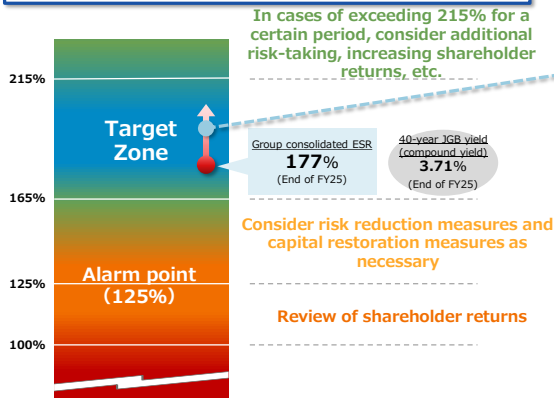 In cases of exceeding 215% for a
certain period, consider additional
risk-taking, increasing shareholder
returns, etc.
215%
Target
Zone
Group consolidated ESR
177%
(End of FY25)
40-year JGB yield
(compound yield)
3.71%
(End of FY25)
165%
Consider risk reduction measures and
capital restoration measures as
necessary
Alarm point
（125%）
125%
Review of shareholder returns
100%